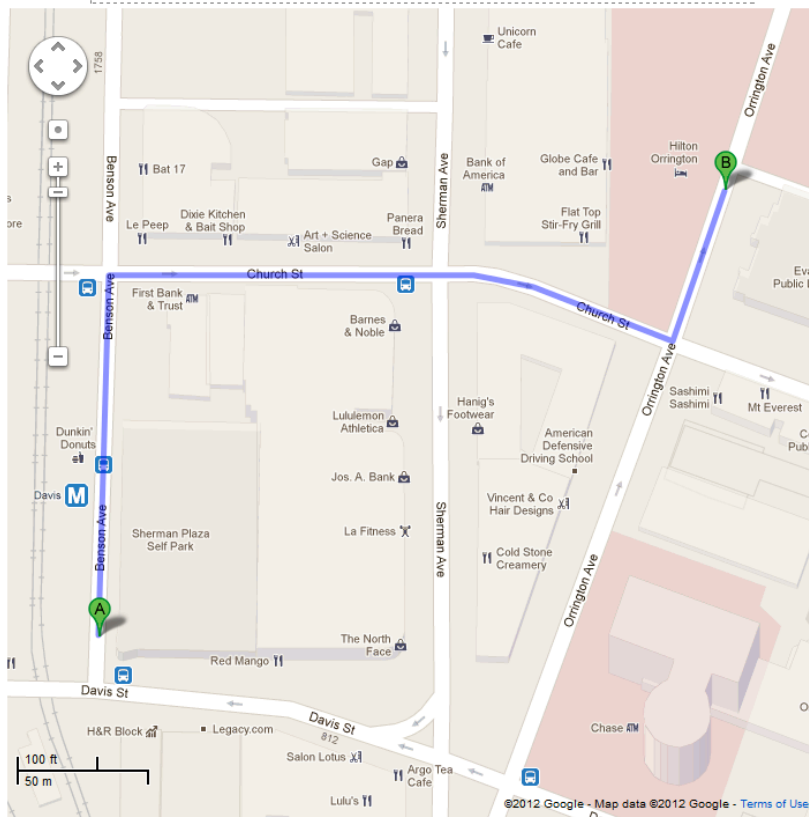 Unicorn
Cafe
1758
Orrington Ave
Benson Ave
Sherman Ave
Bat 17
Gap
Bank of
America
ATM
Globe Cafe
and Bar
Hilton
Orrington
B
Le Peep
Dixie Kitchen
& Bait Shop
Art + Science
Salon
Panera
Bread
Flat Top
Stir-Fry Grill
s
ore
Church St
Eva
Public L
Benson Ave
First Bank
& Trust
ATM
Barnes
& Noble
Church St
Orrington Ave
Sashimi
Sashimi
Mt Everest
Hanig's
Footwear
Lululemon
Athletica
Dunkin'
Donuts
American
Defensive
Driving School
C
Publ
Jos. A. Bank
Davis
M
Vincent & Co
Hair Designs
Benson Ave
Sherman Plaza
Self Park
La Fitness
Sherman Ave
Cold Stone
Creamery
Orrington Ave
A
The North
Face
Red Mango
Davis St
H&R Block
Legacy.com
Davis St
812
Chase
ATM
O
100 ft
50 m
Salon Lotus
Argo Tea
Cafe
Lulu's
©2012 Google - Map data ©2012 Google - Terms of Use